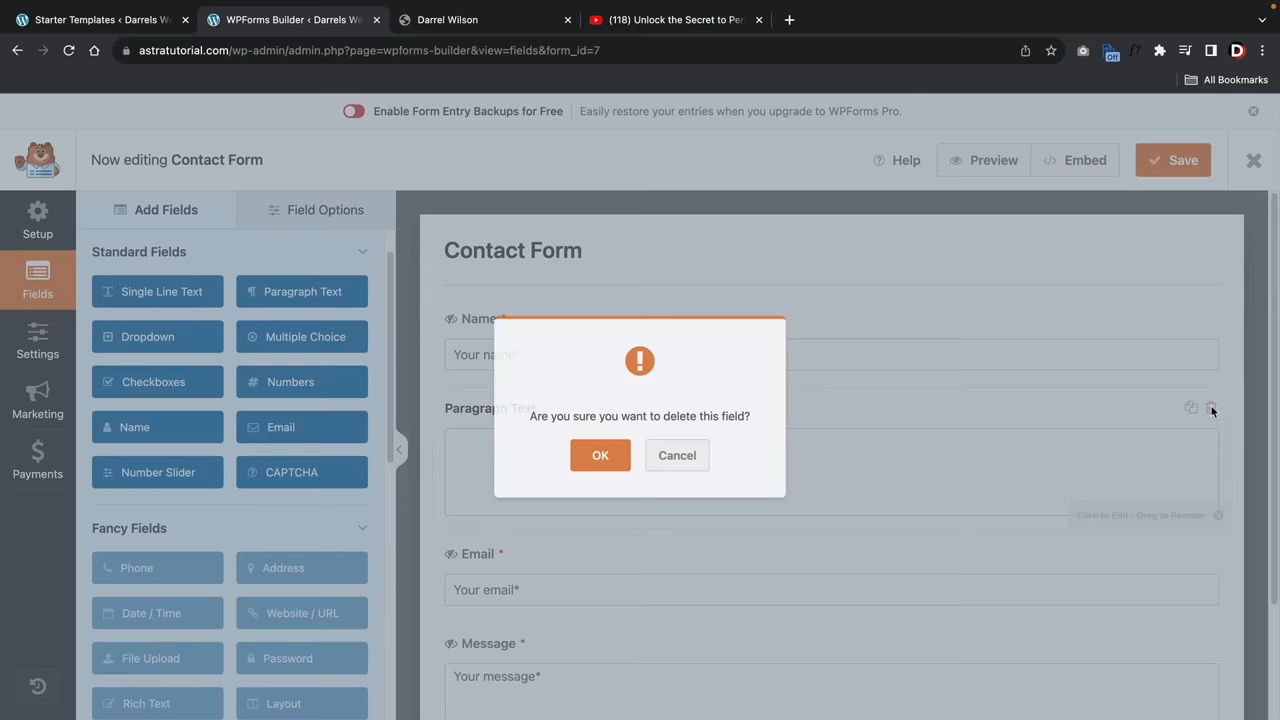 Starter Templates ‹ Darrels W
WPForms Builder ‹ Darrels We
Darrel Wilson
(118) Unlock the Secret to Per
astratutorial.com/wp-admin/admin.php?page=wpforms-builder&view=fields&form_id=7
Off
D
All Bookmarks
Enable Form Entry Backups for Free
Easily restore your entries when you upgrade to WPForms Pro.
Now editing Contact Form
Help
Preview
Embed
Save
Setup
Fields
Settings
Marketing
Payments
Add Fields
Field Options
Standard Fields
Single Line Text
Paragraph Text
Dropdown
Multiple Choice
Checkboxes
Numbers
Name
Email
Number Slider
CAPTCHA
Fancy Fields
Phone
Address
Date / Time
Website / URL
File Upload
Password
Rich Text
Layout
Contact Form
Name *
Your name*
Paragraph Text
Are you sure you want to delete this field?
OK
Cancel
Click to Edit · Drag to Reorder
Email *
Your email*
Message *
Your message*